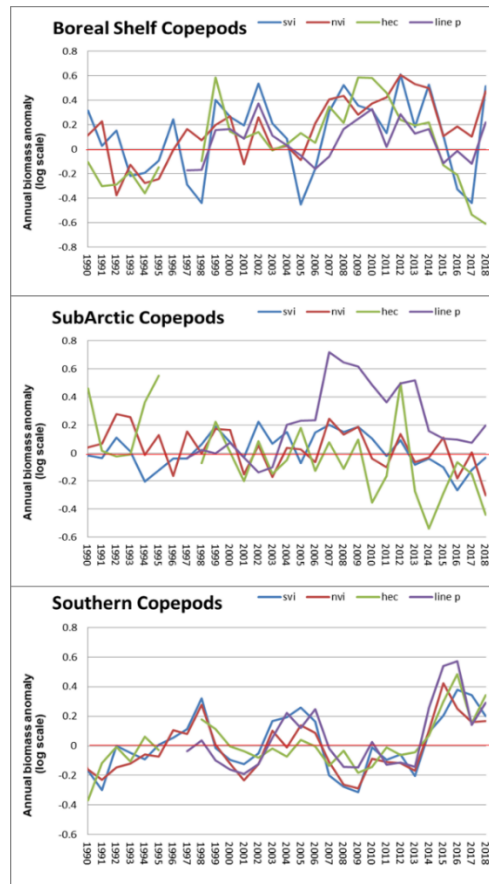 Boreal Shelf Copepods
svi nvi hec line p
Annual biomass anomaly
(log scale)
0.8
0.6
0.4
0.2
0
-0.2
-0.4
-0.6
-0.8
1990 1991 1992 1993 1994 1995 1996 1997 1998 1999 2000 2001 2002 2003 2004 2005 2006 2007 2008 2009 2010 2011 2012 2013 2014 2015 2016 2017 2018
SubArctic Copepods
svi nvi hec line p
Annual biomass anomaly
(log scale)
0.8
0.6
0.4
0.2
-0
-0.2
-0.4
-0.6
1990 1991 1992 1993 1994 1995 1996 1997 1998 1999 2000 2001 2002 2003 2004 2005 2006 2007 2008 2009 2010 2011 2012 2013 2014 2015 2016 2017 2018
Southern Copepods
svi nvi hec line p
Annual biomass anomaly
(log scale)
0.8
0.6
0.4
0.2
0
-0.2
-0.4
-0.6
1990 1991 1992 1993 1994 1995 1996 1997 1998 1999 2000 2001 2002 2003 2004 2005 2006 2007 2008 2009 2010 2011 2012 2013 2014 2015 2016 2017 2018